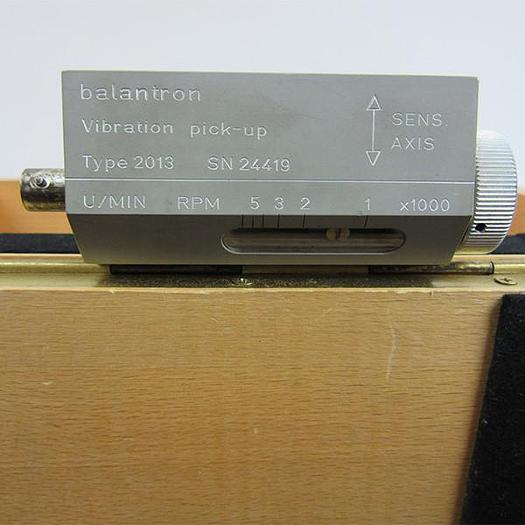 balantron
Vibration pick-up
Type 2013 SN 24419
SENS.
AXIS
U/MIN RPM 5 3 2 1 x1000